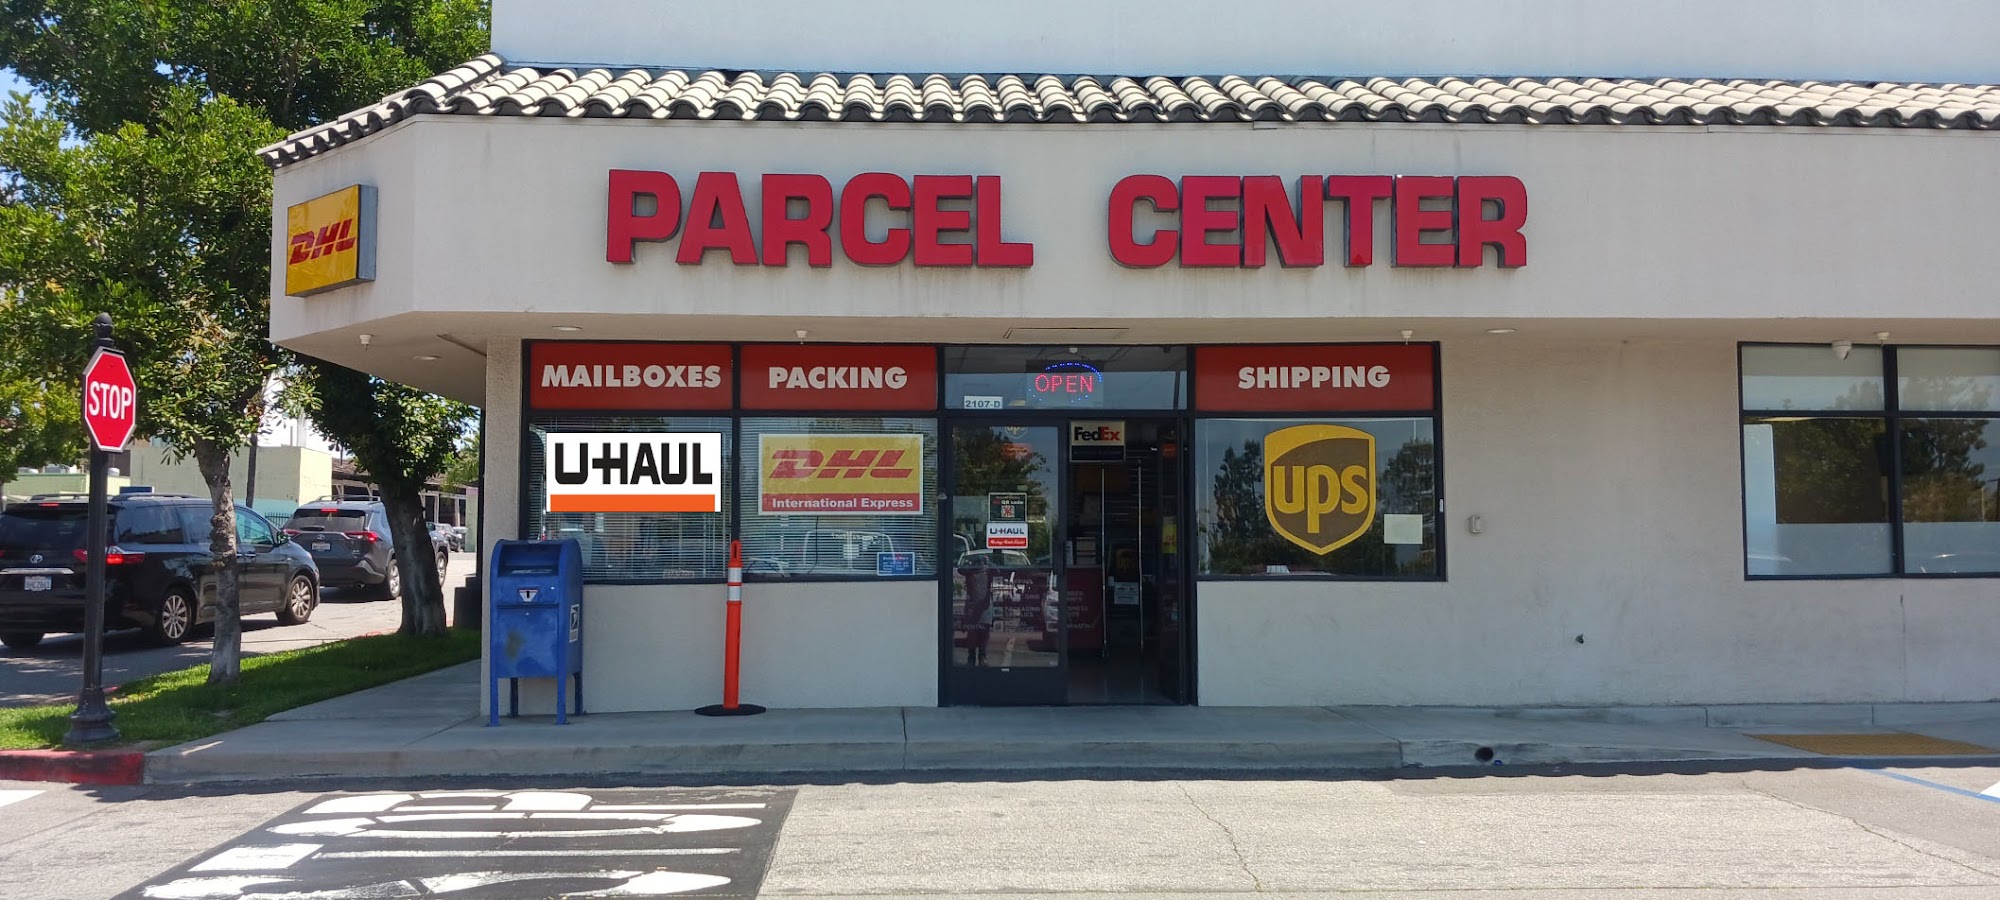 PARCEL CENTER
DHL
MAILBOXES
PACKING
OPEN
SHIPPING
2107-D
STOP
U-HAUL
DHL
International Express
FedEx
ups
U-HAUL